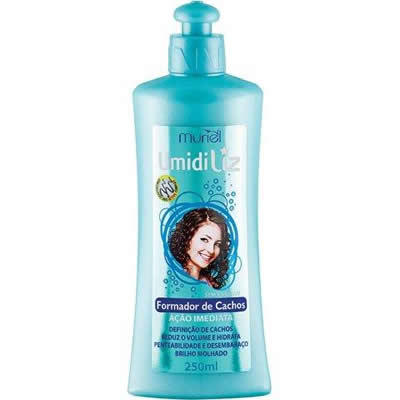 muriel
UmidiLiz
Formador de Cachos
AÇÃO IMEDIATA
DEFINIÇÃO DE CACHOS
REDUZ O VOLUME E HIDRATA
PENTEABILIDADE E DESEMBARAÇO
BRILHO MOLHADO
250ml